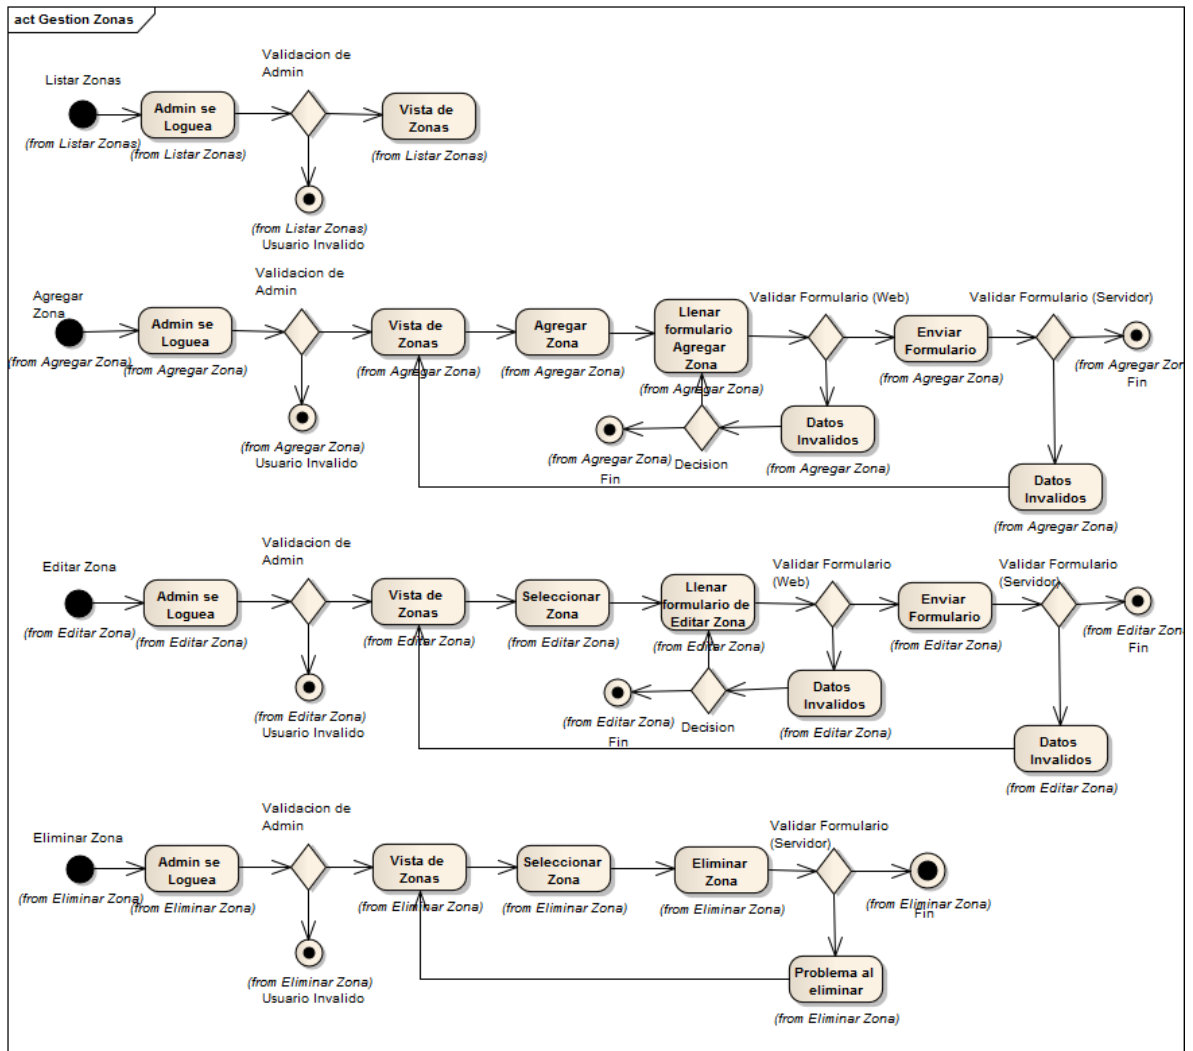 act Gestion Zonas
Validacion de
Admin
Listar Zonas
Admin se
Loguea
Vista de
Zonas
(from Listar Zonas)
(from Listar Zonas)
(from Listar Zonas)
(from Listar Zonas)
Usuario Invalido
Validacion de
Admin
Agregar
Zona
Admin se
Loguea
Vista de
Zonas
Agregar
Zona
Llenar
formulario
Agregar
Zona
Validar Formulario (Web)
Enviar
Formulario
Validar Formulario (Servidor)
(from Agregar Zona)
(from Agregar Zona)
(from Agregar Zona)
(from Agregar Zona)
(from Agregar Zona)
(from Agregar Zona)
(from Agregar Zor
Fin
Datos
Invalidos
(from Agregar Zona)
Usuario Invalido
(from Agregar Zona)
Fin
Decision
(from Agregar Zona)
Datos
Invalidos
(from Agregar Zona)
Validacion de
Admin
Editar Zona
Admin se
Loguea
Vista de
Zonas
Seleccionar
Zona
Llenar
formulario de
Editar Zona
Validar Formulario
(Web)
Enviar
Formulario
Validar Formulario
(Servidor)
(from Editar Zona)
(from Editar Zona)
(from Editar Zona)
(from Editar Zona)
(from Editar Zona)
(from Editar Zona)
(from Editar Zona
Fin
Datos
Invalidos
(from Editar Zona)
Usuario Invalido
(from Editar Zona)
Fin
Decision
(from Editar Zona)
Datos
Invalidos
(from Editar Zona)
Validacion de
Admin
Eliminar Zona
Admin se
Loguea
Vista de
Zonas
Seleccionar
Zona
Eliminar
Zona
Validar Formulario
(Servidor)
(from Eliminar Zona)
(from Eliminar Zona)
(from Eliminar Zona)
(from Eliminar Zona)
(from Eliminar Zona)
(from Eliminar Zona)
Fin
(from Eliminar Zona)
Usuario Invalido
Problema al
eliminar
(from Eliminar Zona)